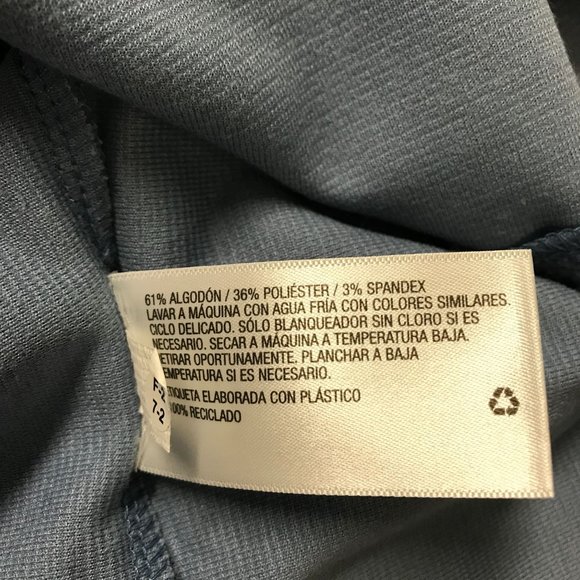 61% ALGODÓN / 36% POLIÉSTER / 3% SPANDEX
LAVAR A MÁQUINA CON AGUA FRÍA CON COLORES SIMILARES.
CICLO DELICADO. SÓLO BLANQUEADOR SIN CLORO SI ES
NECESARIO. SECAR A MÁQUINA A TEMPERATURA BAJA.
RETIRAR OPORTUNAMENTE. PLANCHAR A BAJA
TEMPERATURA SI ES NECESARIO.
ETIQUETA ELABORADA CON PLÁSTICO
100% RECICLADO
7-2